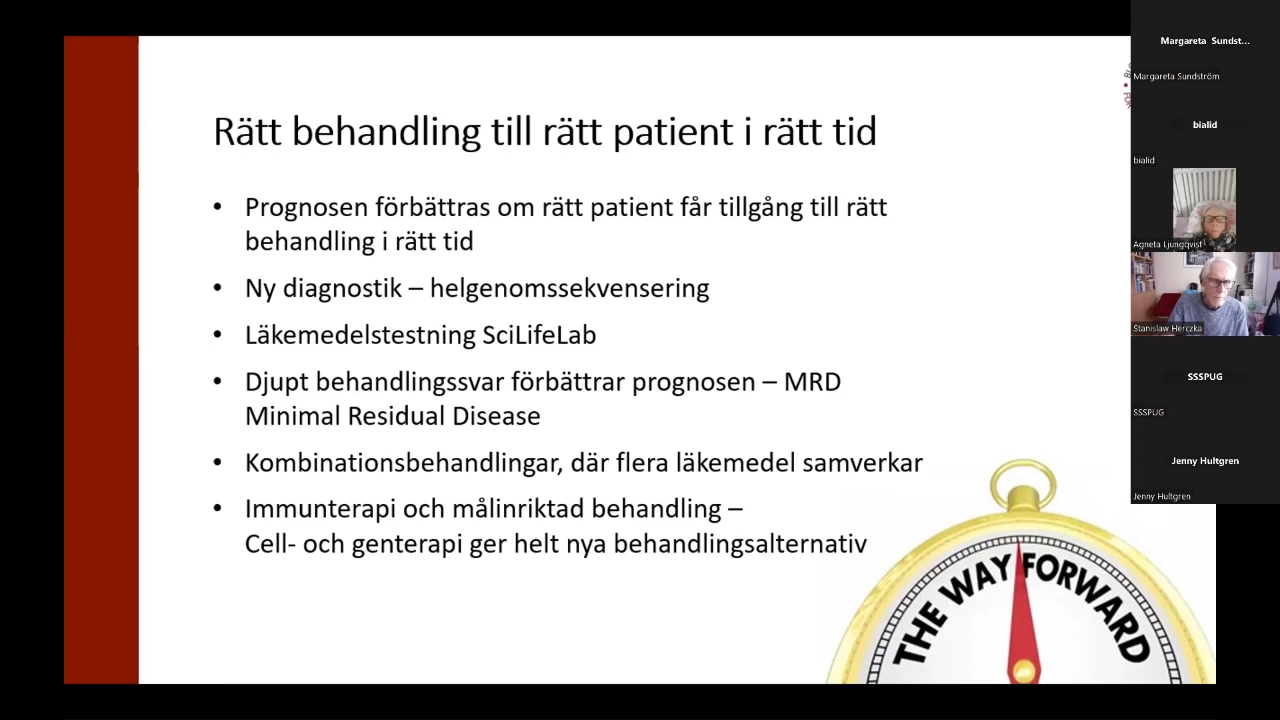 Rätt behandling till rätt patient i rätt tid
• Prognosen förbättras om rätt patient får tillgång till rätt
behandling i rätt tid
• Ny diagnostik – helgenomssekvensering
• Läkemedelstestning SciLifeLab
• Djupt behandlingssvar förbättrar prognosen – MRD
Minimal Residual Disease
• Kombinationsbehandlingar, där flera läkemedel samverkar
• Immunterapi och målinriktad behandling –
Cell- och genterapi ger helt nya behandlingsalternativ
THE WAY FORWARD
Margareta Sundst...
Margareta Sundström
bialid
bialid
Agneta Ljungqvist
Stanislaw Herczka
SSSPUG
SSSPUG
Jenny Hultgren
Jenny Hultgren